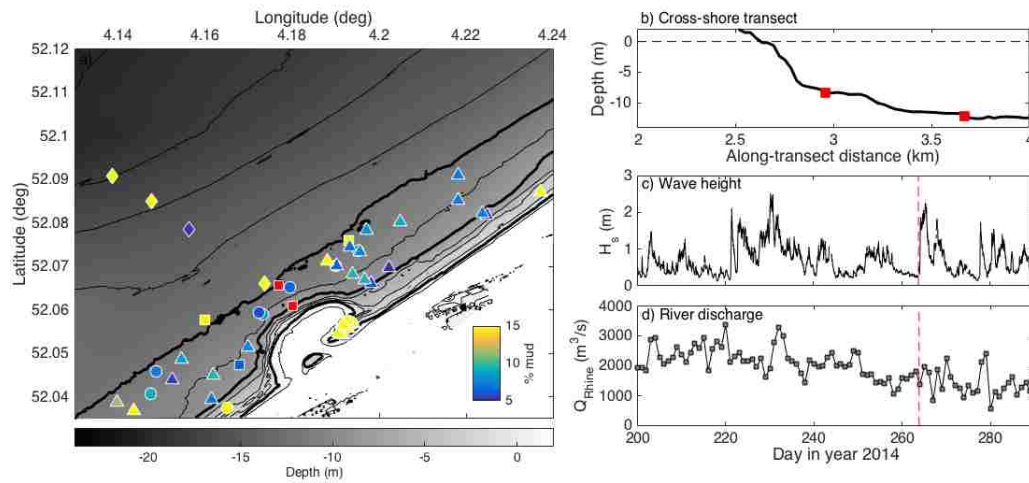 Longitude (deg)
4.14 4.16 4.18 4.2 4.22 4.24
52.12
52.11
52.1
52.09
52.08
52.07
52.06
52.05
52.04
Latitude (deg)
15
10
5
% mud
-20 -15 -10 -5 0
Depth (m)
b) Cross-shore transect
0
-5
-10
Depth (m)
2 2.5 3 3.5 4
Along-transect distance (km)
c) Wave height
3
2
1
0
Hs (m)
d) River discharge
4000
3000
2000
1000
0
QRhine
(m³/s)
200 220 240 260 280
Day in year 2014